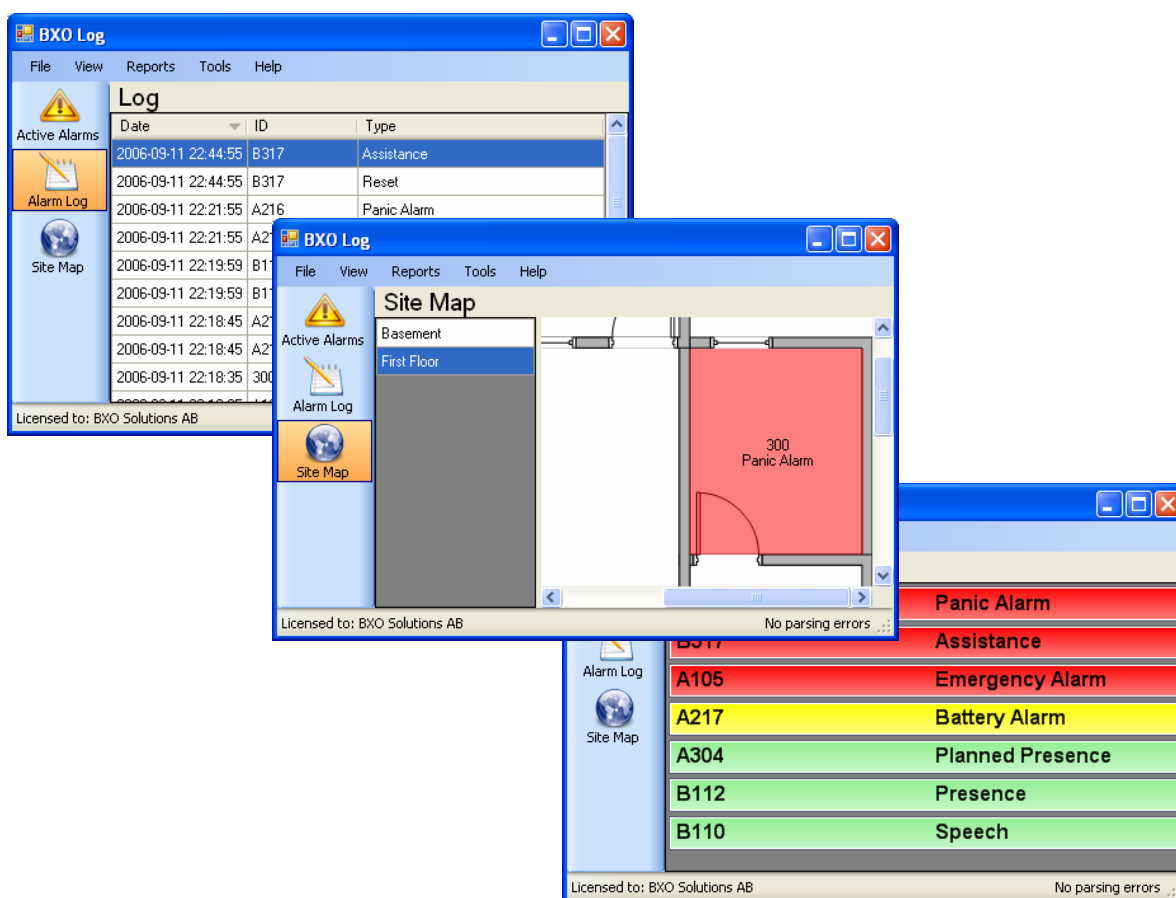 BXO Log
File View Reports Tools Help
Log
Active Alarms
Alarm Log
Site Map
Date ID Type
2006-09-11 22:44:55 B317 Assistance
2006-09-11 22:44:55 B317 Reset
2006-09-11 22:21:55 A216 Panic Alarm
2006-09-11 22:21:55
2006-09-11 22:19:59
2006-09-11 22:19:59
2006-09-11 22:18:45
2006-09-11 22:18:45
2006-09-11 22:18:35 300
Licensed to: BXO Solutions AB
BXO Log
File View Reports Tools Help
Site Map
Active Alarms
Alarm Log
Site Map
Basement
First Floor
300
Panic Alarm
Licensed to: BXO Solutions AB No parsing errors
Alarm Log
Site Map
Panic Alarm
B317 Assistance
A105 Emergency Alarm
A217 Battery Alarm
A304 Planned Presence
B112 Presence
B110 Speech
Licensed to: BXO Solutions AB No parsing errors